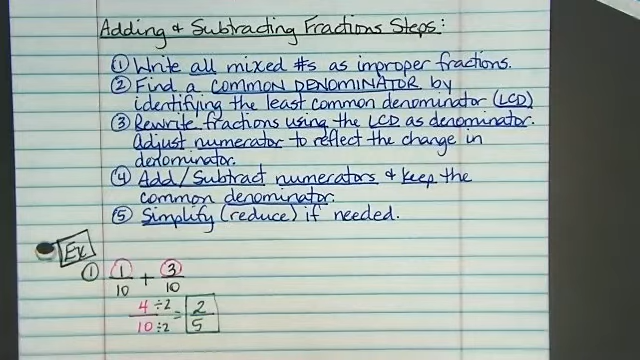 Adding & Subtracting Fractions Steps:
① Write all mixed #s as improper fractions.
② Find a common DENOMINATOR by
identifying the least common denominator (LCD)
③ Rewrite fractions using the LCD as denominator.
Adjust numerator to reflect the change in
denominator.
④ Add/Subtract numerators & keep the
common denominator.
⑤ Simplify (reduce) if needed.
Ex
① 1/10 + 3/10
4÷2/10÷2 = 2/5